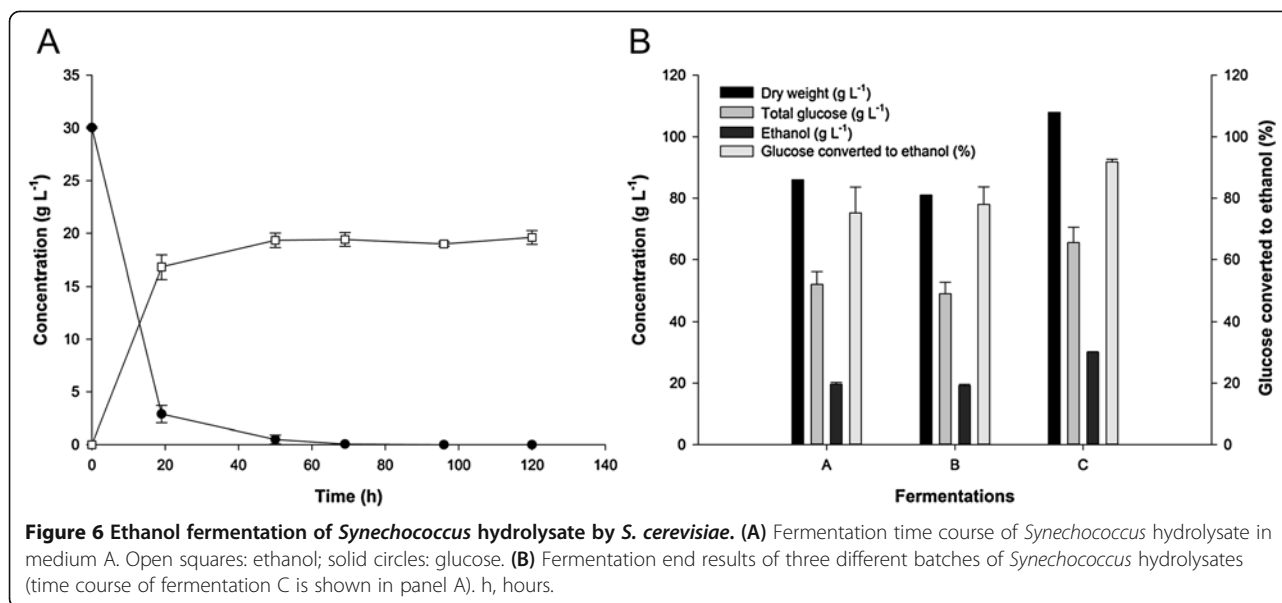 A
Concentration (g L⁻¹)
35
30
25
20
15
10
5
0
0 20 40 60 80 100 120 140
Time (h)
B
Dry weight (g L⁻¹)
Total glucose (g L⁻¹)
Ethanol (g L⁻¹)
Glucose converted to ethanol (%)
Concentration (g L⁻¹)
120
100
80
60
40
20
0
A B C
Fermentations
120
100
80
60
40
20
0
Glucose converted to ethanol (%)
Figure 6 Ethanol fermentation of Synechococcus hydrolysate by S. cerevisiae. (A) Fermentation time course of Synechococcus hydrolysate in
medium A. Open squares: ethanol; solid circles: glucose. (B) Fermentation end results of three different batches of Synechococcus hydrolysates
(time course of fermentation C is shown in panel A). h, hours.